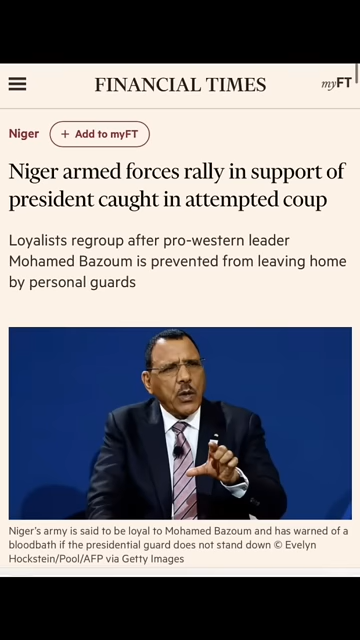 FINANCIAL TIMES
myFT
Niger
+ Add to myFT
Niger armed forces rally in support of
president caught in attempted coup
Loyalists regroup after pro-western leader
Mohamed Bazoum is prevented from leaving home
by personal guards
Niger's army is said to be loyal to Mohamed Bazoum and has warned of a
bloodbath if the presidential guard does not stand down © Evelyn
Hockstein/Pool/AFP via Getty Images